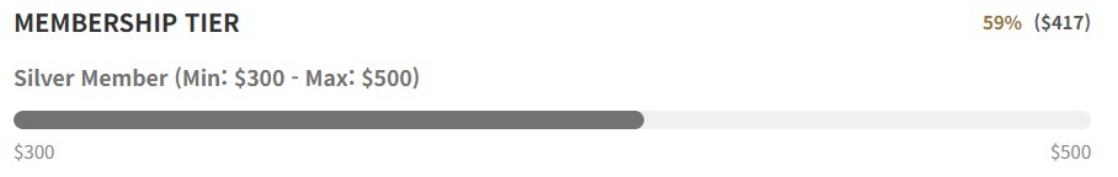 MEMBERSHIP TIER 59% ($417)
Silver Member (Min: $300 - Max: $500)
$300 $500